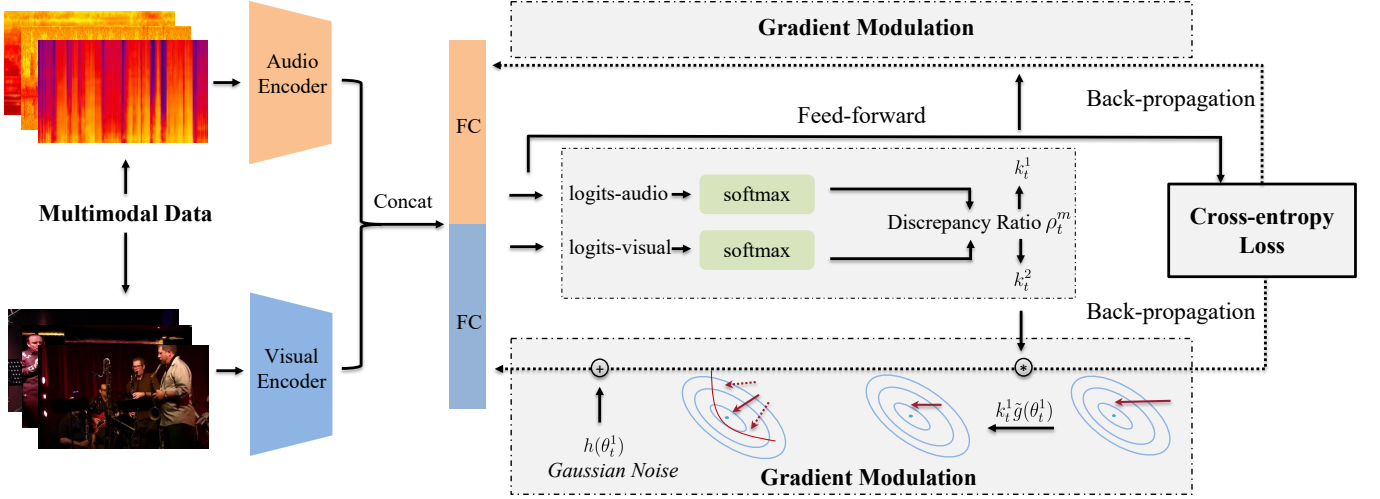 Gradient Modulation
Audio
Encoder
Back-propagation
Feed-forward
FC
logits-audio
softmax
k_t^1
Multimodal Data
Concat
Discrepancy Ratio ρ_t^m
Cross-entropy
Loss
logits-visual
softmax
k_t^2
FC
Back-propagation
Visual
Encoder
+
*
k_t^1 g̃(θ_t^1)
h(θ_t^1)
Gaussian Noise
Gradient Modulation